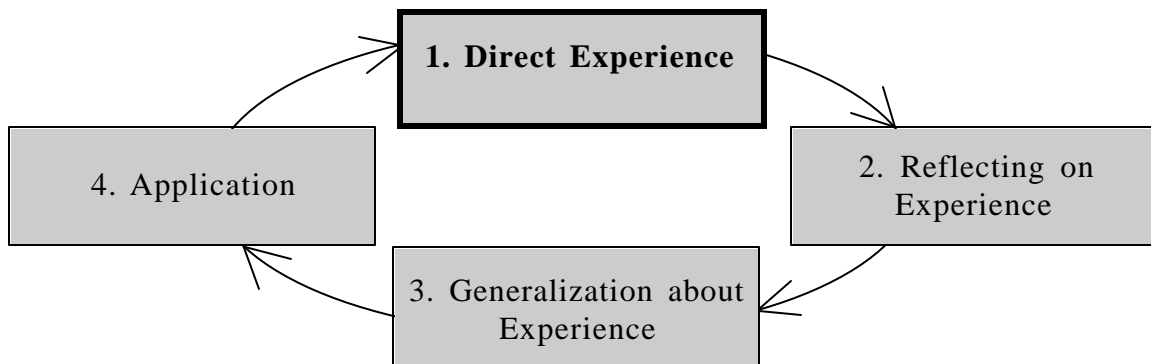 1. Direct Experience
2. Reflecting on
Experience
3. Generalization about
Experience
4. Application